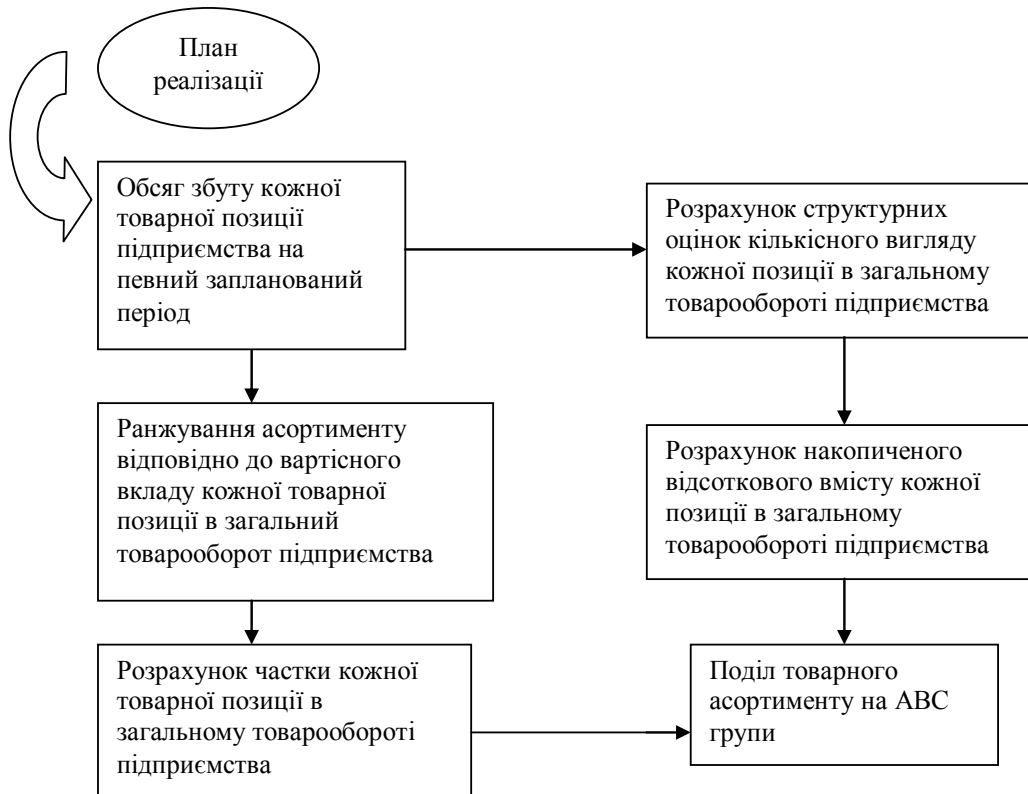 План
реалізації
Обсяг збуту кожної
товарної позиції
підприємства на
певний запланований
період
Розрахунок структурних
оцінок кількісного вигляду
кожної позиції в загальному
товарообороті підприємства
Ранжування асортименту
відповідно до вартісного
вкладу кожної товарної
позиції в загальний
товарооборот підприємства
Розрахунок накопиченого
відсоткового вмісту кожної
позиції в загальному
товарообороті підприємства
Розрахунок частки кожної
товарної позиції в
загальному товарообороті
підприємства
Поділ товарного
асортименту на АВС
групи